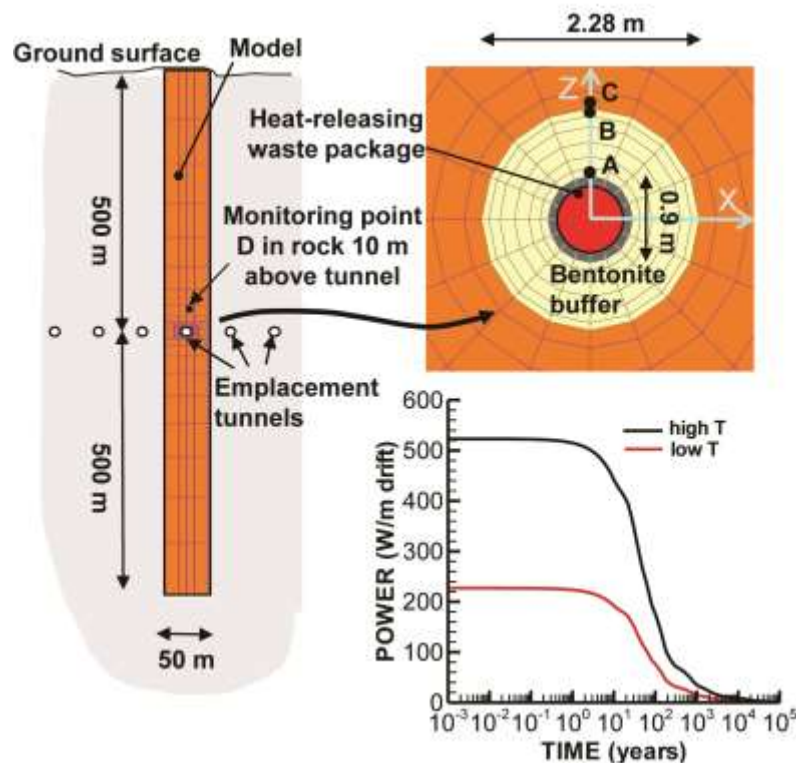 Ground surface
Model
500 m
Monitoring point
D in rock 10 m
above tunnel
Emplacement
tunnels
500 m
50 m
2.28 m
Heat-releasing
waste package
Z
C
B
A
X
0.9 m
Bentonite
buffer
POWER (W/m drift)
600
500
400
300
200
100
0
high T
low T
10⁻³ 10⁻² 10⁻¹ 10⁰ 10¹ 10² 10³ 10⁴ 10⁵
TIME (years)